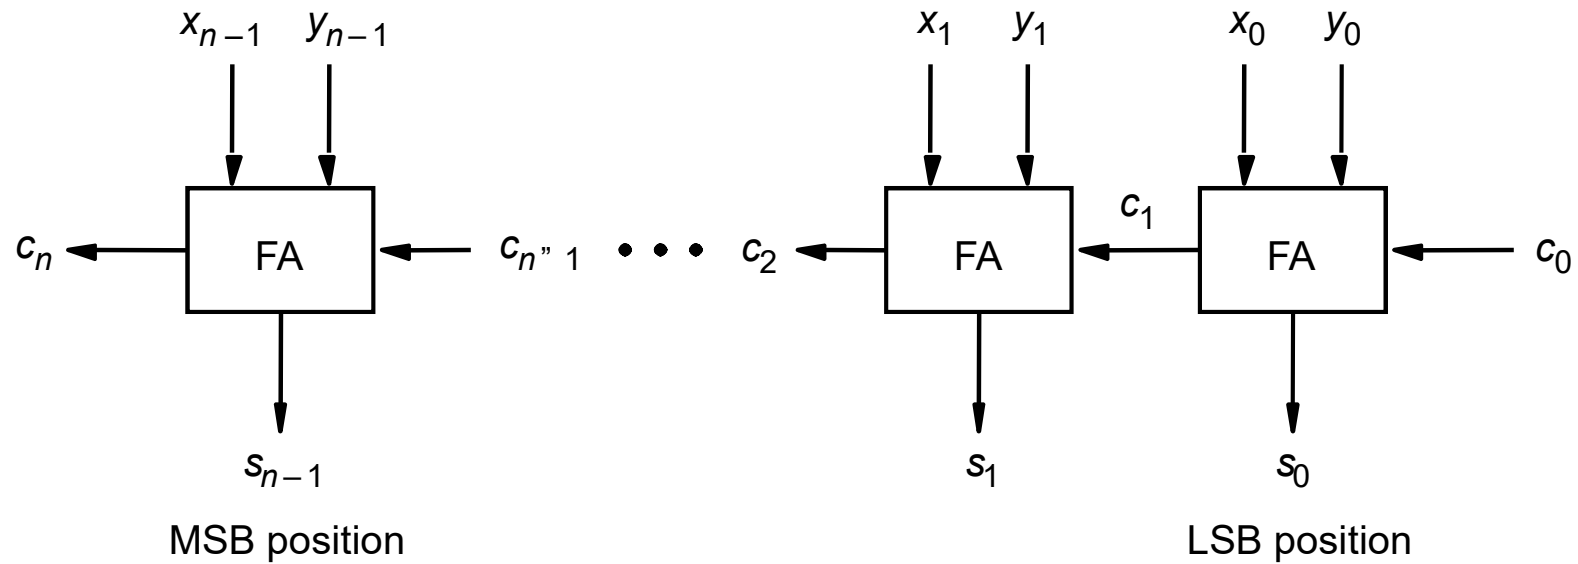 x_{n−1} y_{n−1} x_1 y_1 x_0 y_0
c_1
c_n FA c_{n” 1} • • • c_2 FA FA c_0
s_{n−1} s_1 s_0
MSB position LSB position